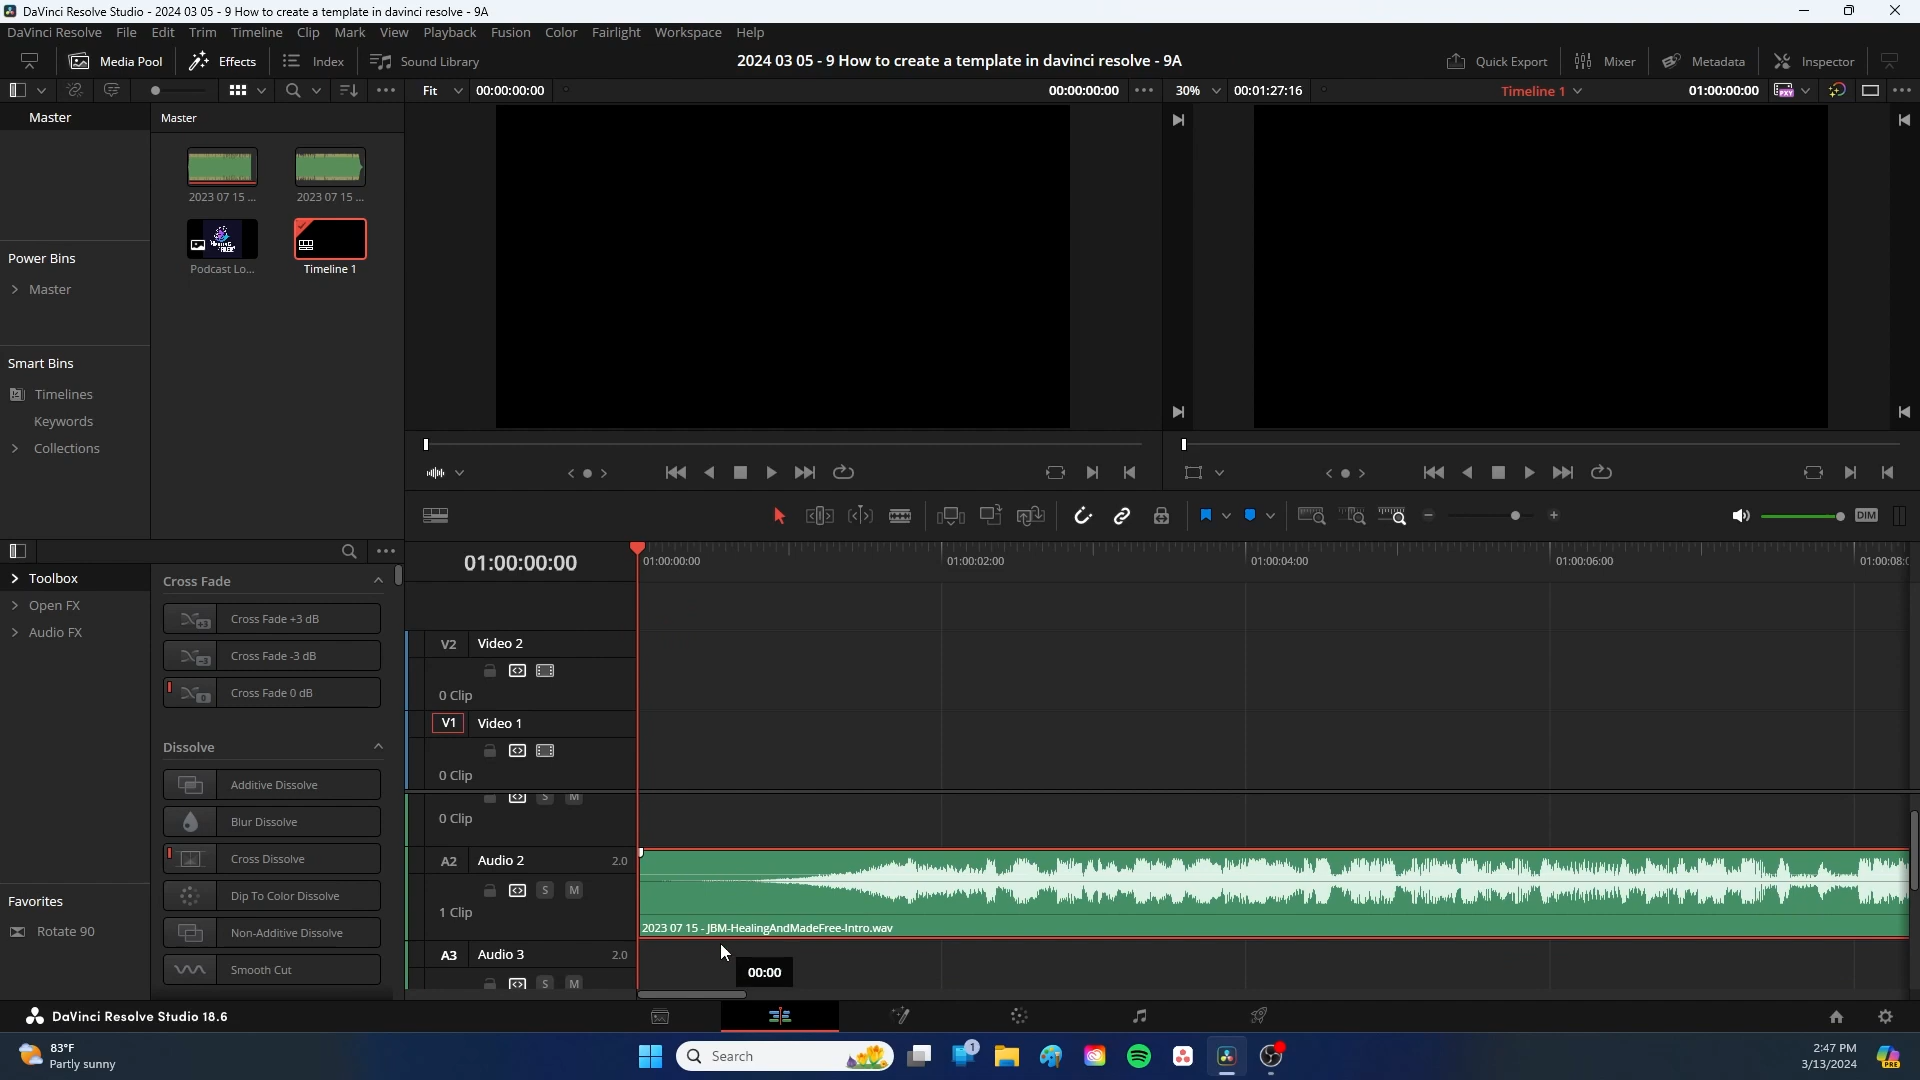 DaVinci Resolve Studio - 2024 03 05 - 9 How to create a template in davinci resolve - 9A
DaVinci Resolve File Edit Trim Timeline Clip Mark View Playback Fusion Color Fairlight Workspace Help
Media Pool Effects Index Sound Library 2024 03 05 - 9 How to create a template in davinci resolve - 9A Quick Export Mixer Metadata Inspector
Fit 00:00:00:00 00:00:00:00 30% 00:01:27:16 Timeline 1 01:00:00:00 PXY
Master Master
2023 07 15 ... 2023 07 15 ...
Podcast Lo... Timeline 1
Power Bins
Master
Smart Bins
Timelines
Keywords
Collections
DIM
01:00:00:00 01:00:00:00 01:00:02:00 01:00:04:00 01:00:06:00 01:00:08:
Toolbox
Open FX
Audio FX
Favorites
Rotate 90
Cross Fade
+3 Cross Fade +3 dB
-3 Cross Fade -3 dB
0 Cross Fade 0 dB
Dissolve
Additive Dissolve
Blur Dissolve
Cross Dissolve
Dip To Color Dissolve
Non-Additive Dissolve
Smooth Cut
V2 Video 2
0 Clip
V1 Video 1
0 Clip
S M
0 Clip
A2 Audio 2 2.0
S M
1 Clip
2023 07 15 - JBM-HealingAndMadeFree-Intro.wav
A3 Audio 3 2.0
S M
00:00
DaVinci Resolve Studio 18.6
83°F
Partly sunny
Search
1
2:47 PM
3/13/2024
PRE